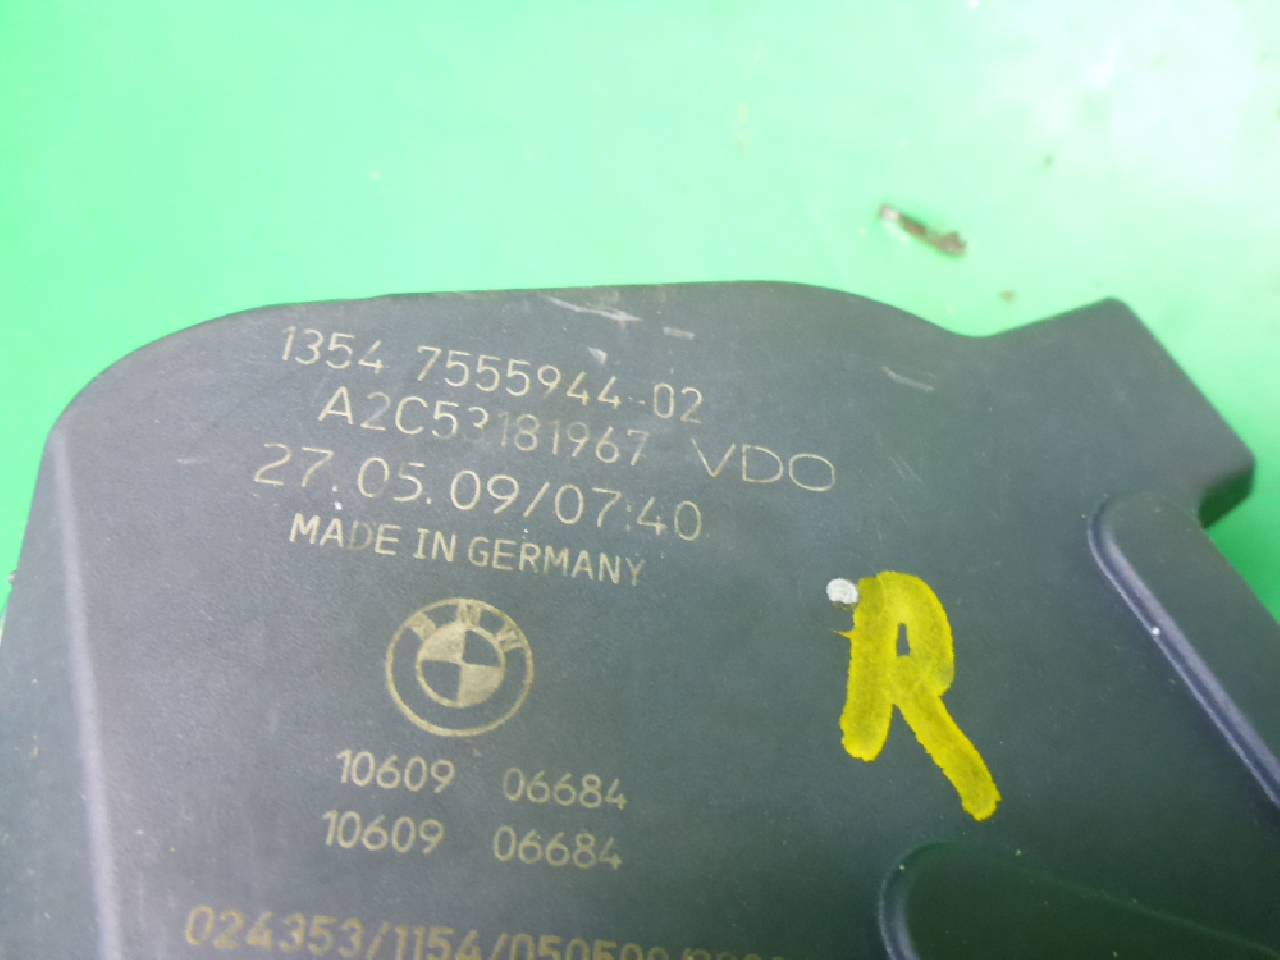 1354 7555944-02
A2C53181967 VDO
27.05.09/07:40
MADE IN GERMANY
BMW
R
10609 06684
10609 06684